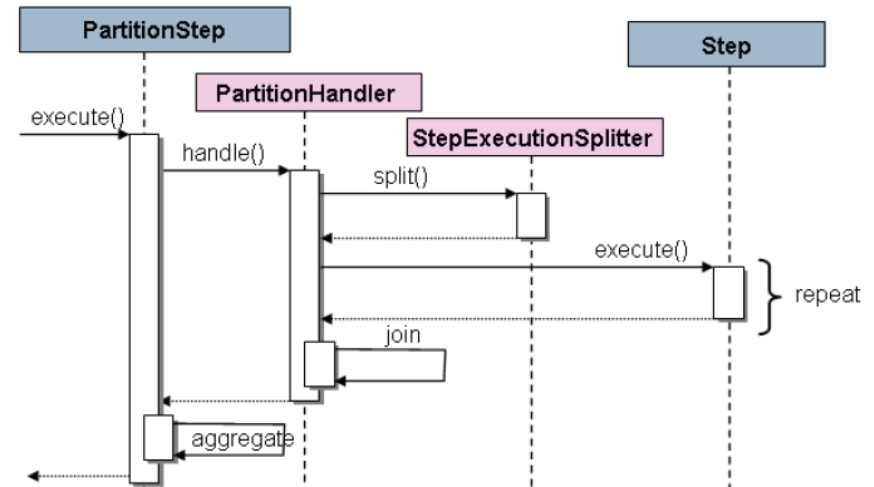 PartitionStep
Step
PartitionHandler
execute()
StepExecutionSplitter
handle()
split()
execute()
repeat
join
aggregate